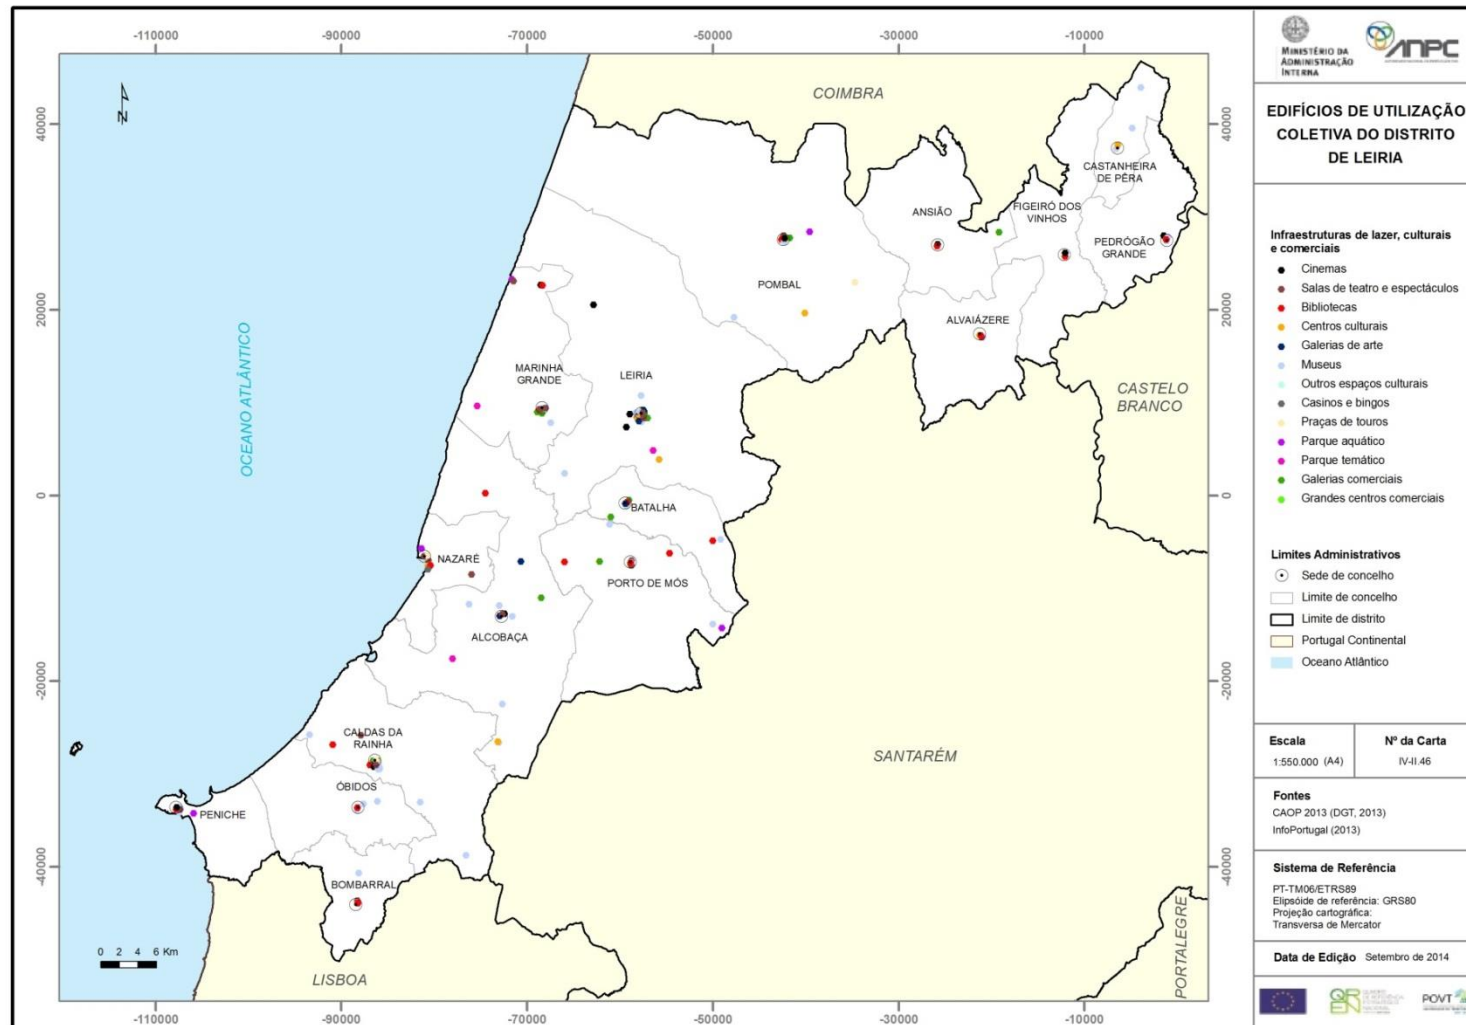 -110000
-90000
-70000
-50000
-30000
-10000
40000
20000
0
-20000
40000
40000
20000
0
-20000
40000
-110000
-90000
-70000
-50000
-30000
-10000
N
OCEANO ATLÂNTICO
COIMBRA
CASTELO
BRANCO
SANTARÉM
PORTALEGRE
LISBOA
CASTANHEIRA
DE PÊRA
FIGEIRÓ DOS
VINHOS
ANSIÃO
PEDRÓGÃO
GRANDE
POMBAL
ALVAIÁZERE
MARINHA
GRANDE
LEIRIA
BATALHA
NAZARÉ
PORTO DE MÓS
ALCOBAÇA
CALDAS DA
RAINHA
ÓBIDOS
PENICHE
BOMBARRAL
0 2 4 6 Km
MINISTÉRIO DA
ADMINISTRAÇÃO
INTERNA
ANPC
EDIFÍCIOS DE UTILIZAÇÃO
COLETIVA DO DISTRITO
DE LEIRIA
Infraestruturas de lazer, culturais
e comerciais
Cinemas
Salas de teatro e espectáculos
Bibliotecas
Centros culturais
Galerias de arte
Museus
Outros espaços culturais
Casinos e bingos
Praças de touros
Parque aquático
Parque temático
Galerias comerciais
Grandes centros comerciais
Limites Administrativos
Sede de concelho
Limite de concelho
Limite de distrito
Portugal Continental
Oceano Atlântico
Escala
1:550.000 (A4)
Nº da Carta
IV-II.46
Fontes
CAOP 2013 (DGT, 2013)
InfoPortugal (2013)
Sistema de Referência
PT-TM06/ETRS89
Elipsóide de referência: GRS80
Projeção cartográfica:
Transversa de Mercator
Data de Edição Setembro de 2014
QREN
POVT